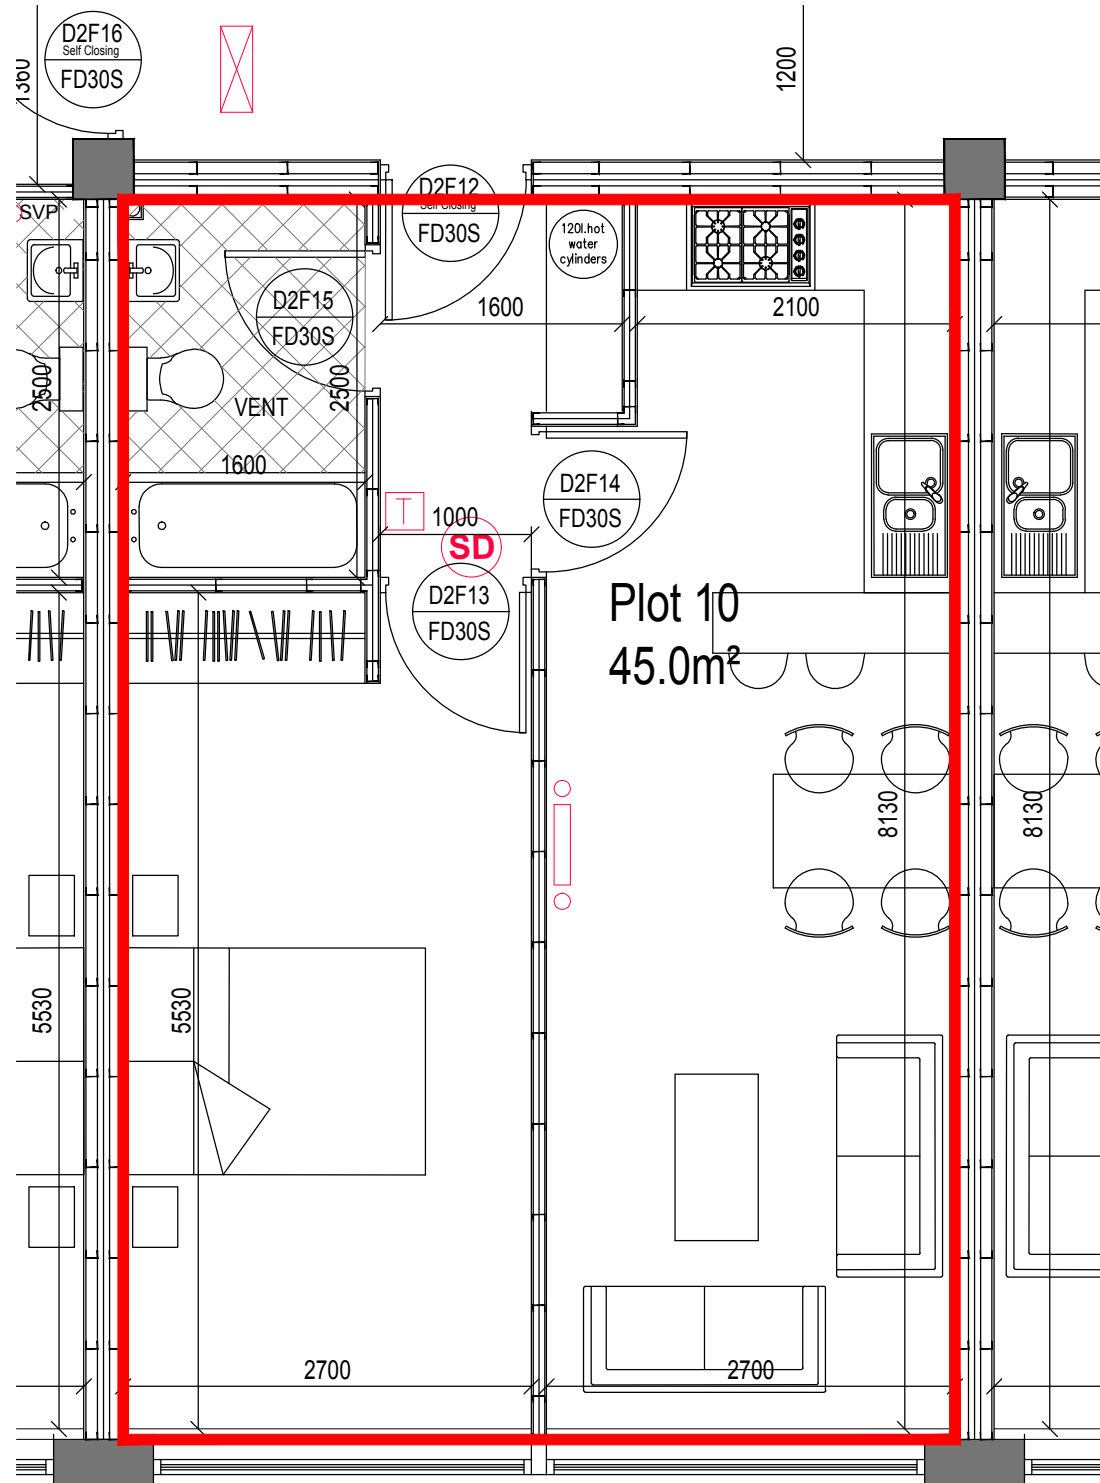 D2F16
Self Closing
FD30S
1360
1200
SVP
D2F12
Self Closing
FD30S
120l.hot
water
cylinders
D2F15
FD30S
1600
2100
2500
2500
VENT
1600
D2F14
FD30S
T
1000
SD
D2F13
FD30S
Plot 10
45.0m²
8130
8130
5530
5530
2700
2700